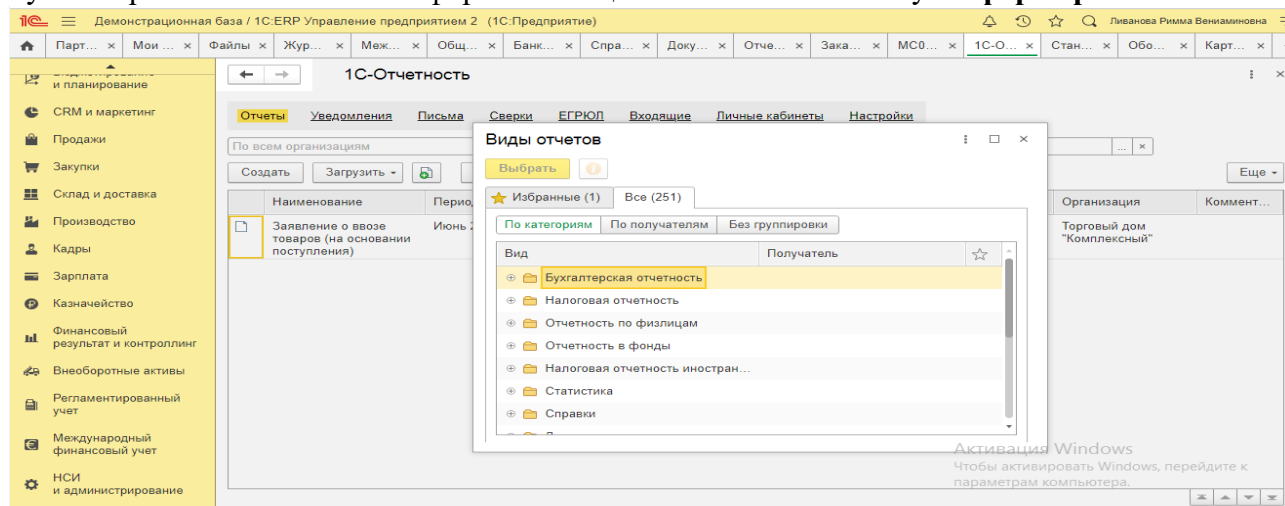 1С Демонстрационная база / 1С:ERP Управление предприятием 2 (1С:Предприятие) Ливанова Римма Вениаминовна
Парт... × Мои ... × Файлы × Жур... × Меж... × Общ... × Банк... × Спра... × Доку... × Отче... × Зака... × МС0... × 1С-О... × Стан... × Обо... × Карт... ×
и планирование
CRM и маркетинг
Продажи
Закупки
Склад и доставка
Производство
Кадры
Зарплата
Казначейство
Финансовый
результат и контроллинг
Внеоборотные активы
Регламентированный
учет
Международный
финансовый учет
НСИ
и администрирование
1С-Отчетность
Отчеты Уведомления Письма Сверки ЕГРЮЛ Входящие Личные кабинеты Настройки
По всем организациям
Создать Загрузить
Еще
Наименование Перио
Организация Коммент...
Заявление о ввозе
товаров (на основании
поступления)
Июнь 2
Торговый дом
"Комплексный"
Виды отчетов
Выбрать
Избранные (1) Все (251)
По категориям По получателям Без группировки
Вид Получатель
Бухгалтерская отчетность
Налоговая отчетность
Отчетность по физлицам
Отчетность в фонды
Налоговая отчетность иностран...
Статистика
Справки
Активация Windows
Чтобы активировать Windows, перейдите к
параметрам компьютера.